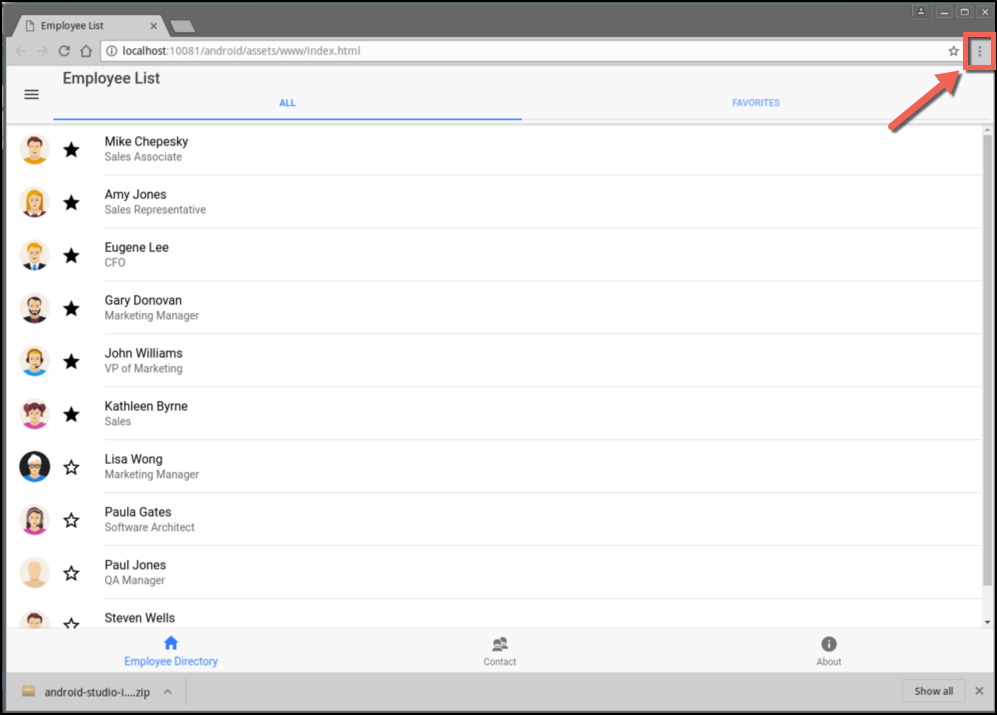 Employee List
localhost:10081/android/assets/www/index.html
Employee List
ALL FAVORITES
Mike Chepesky
Sales Associate
Amy Jones
Sales Representative
Eugene Lee
CFO
Gary Donovan
Marketing Manager
John Williams
VP of Marketing
Kathleen Byrne
Sales
Lisa Wong
Marketing Manager
Paula Gates
Software Architect
Paul Jones
QA Manager
Steven Wells
Employee Directory Contact About
android-studio-i....zip Show all